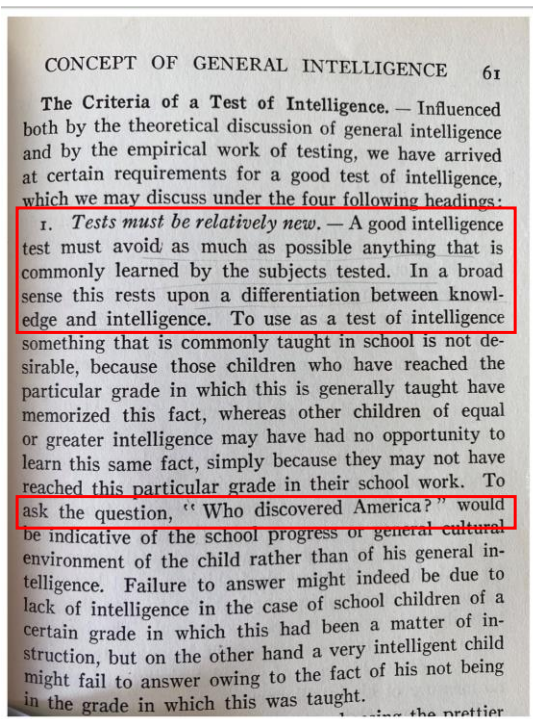 CONCEPT OF GENERAL INTELLIGENCE 61
The Criteria of a Test of Intelligence. — Influenced
both by the theoretical discussion of general intelligence
and by the empirical work of testing, we have arrived
at certain requirements for a good test of intelligence,
which we may discuss under the four following headings:
1. Tests must be relatively new. — A good intelligence
test must avoid as much as possible anything that is
commonly learned by the subjects tested. In a broad
sense this rests upon a differentiation between knowl-
edge and intelligence. To use as a test of intelligence
something that is commonly taught in school is not de-
sirable, because those children who have reached the
particular grade in which this is generally taught have
memorized this fact, whereas other children of equal
or greater intelligence may have had no opportunity to
learn this same fact, simply because they may not have
reached this particular grade in their school work. To
ask the question, "Who discovered America?" would
be indicative of the school progress or general cultural
environment of the child rather than of his general in-
telligence. Failure to answer might indeed be due to
lack of intelligence in the case of school children of a
certain grade in which this had been a matter of in-
struction, but on the other hand a very intelligent child
might fail to answer owing to the fact of his not being
in the grade in which this was taught.
the prettier